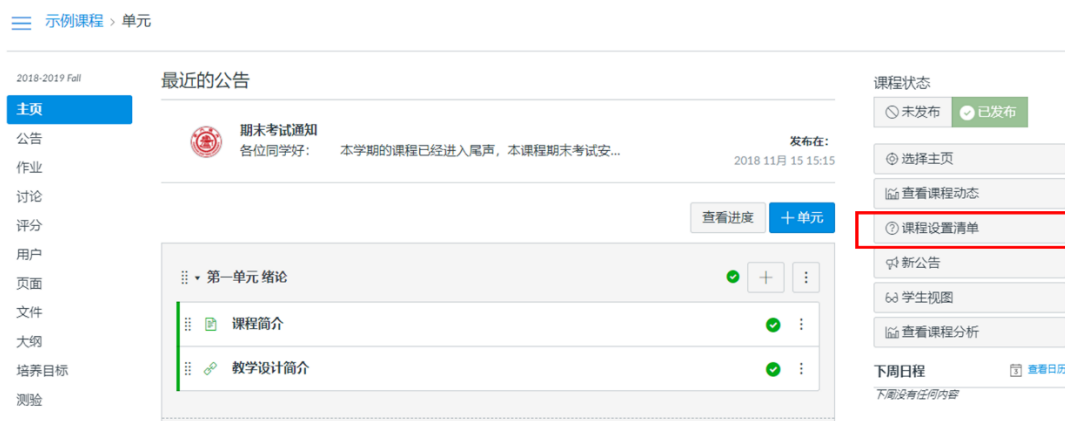 示例课程 › 单元
2018-2019 Fall
主页
公告
作业
讨论
评分
用户
页面
文件
大纲
培养目标
测验
最近的公告
期末考试通知
各位同学好： 本学期的课程已经进入尾声，本课程期末考试安...
发布在：
2018 11月 15 15:15
查看进度
＋单元
第一单元 绪论
课程简介
教学设计简介
课程状态
未发布 已发布
选择主页
查看课程动态
课程设置清单
新公告
学生视图
查看课程分析
下周日程 3 查看日历
下周没有任何内容